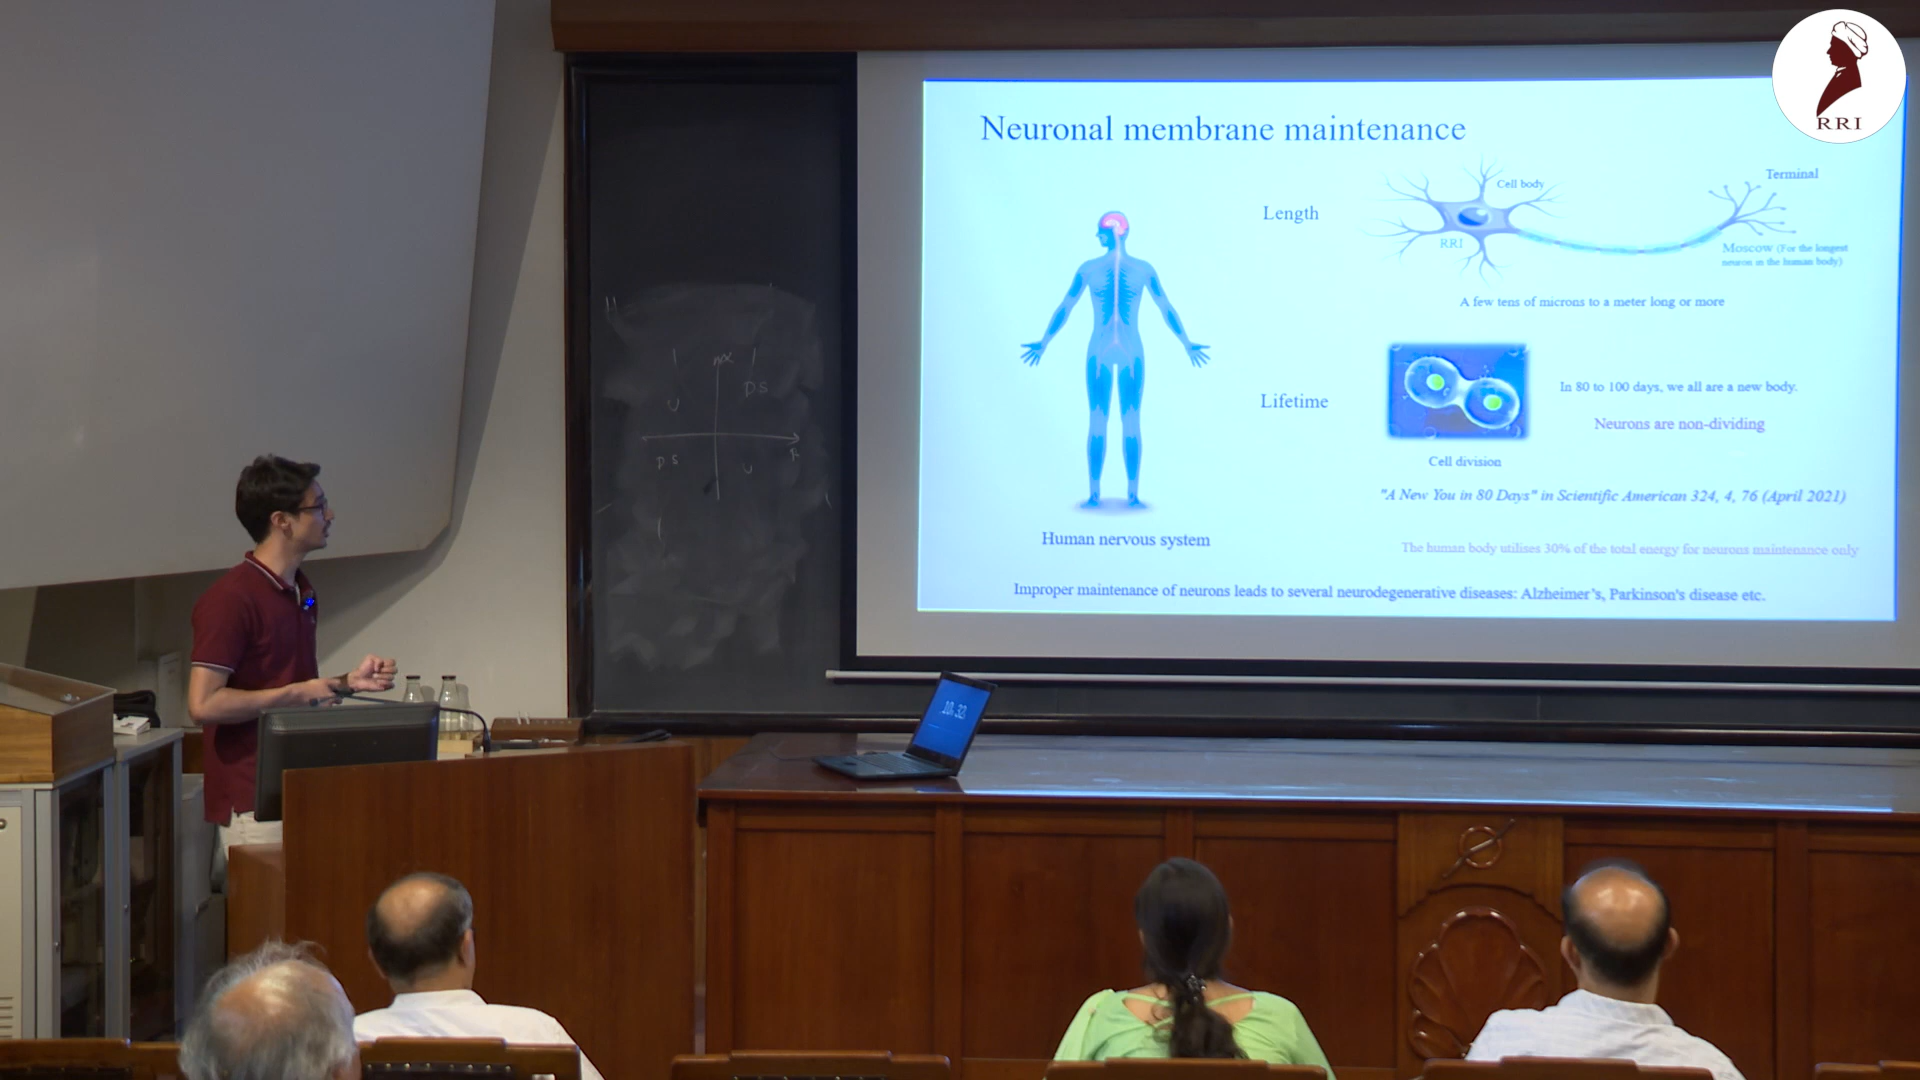 RRI
Neuronal membrane maintenance
Length
Cell body
RRI
Terminal
Moscow (For the longest
neuron in the human body)
A few tens of microns to a meter long or more
Lifetime
In 80 to 100 days, we all are a new body.
Neurons are non-dividing
Cell division
"A New You in 80 Days" in Scientific American 324, 4, 76 (April 2021)
Human nervous system
The human body utilises 30% of the total energy for neurons maintenance only
Improper maintenance of neurons leads to several neurodegenerative diseases: Alzheimer's, Parkinson's disease etc.
DS
U
DS
U
R